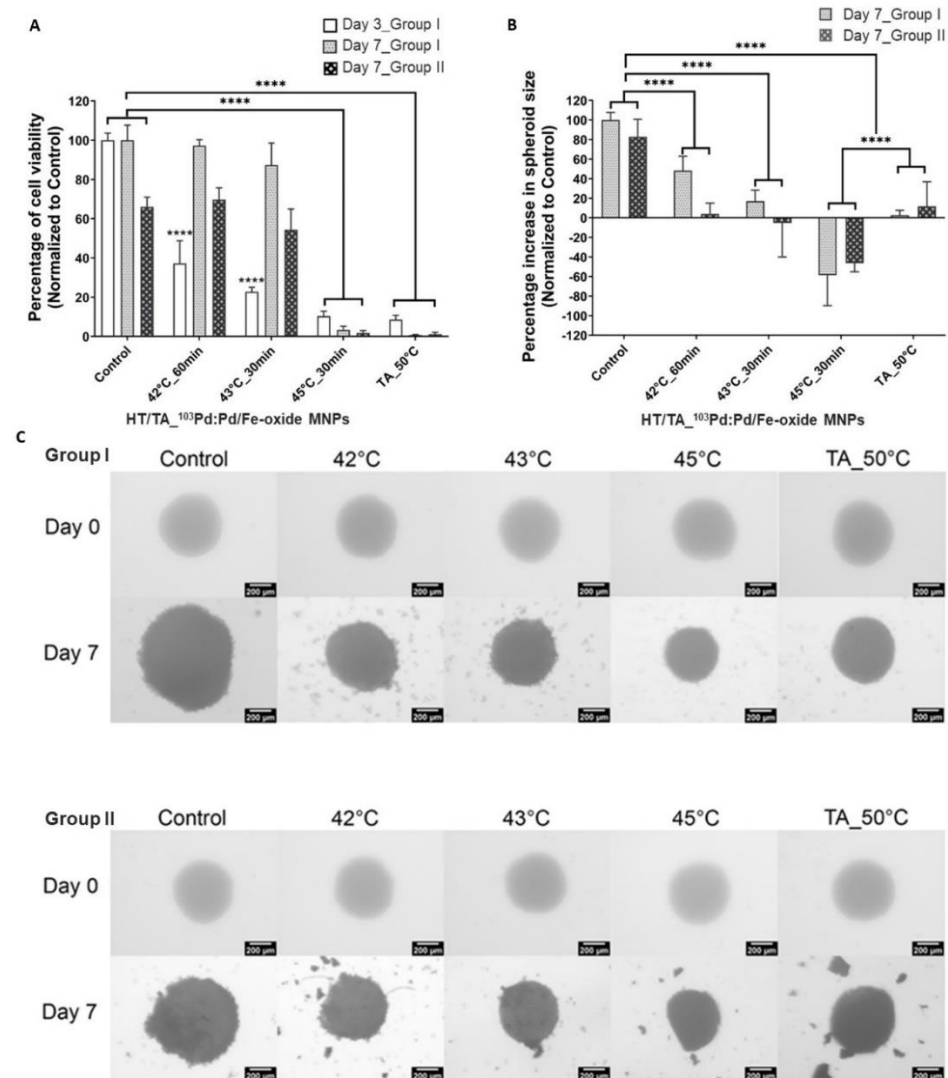 A
Day 3_Group I
Day 7_Group I
Day 7_Group II
****
****
120
100
80
60
40
20
0
Percentage of cell viability
(Normalized to Control)
****
****
Control
42°C_60min
43°C_30min
45°C_30min
TA_50°C
HT/TA_¹⁰³Pd:Pd/Fe-oxide MNPs
B
Day 7_Group I
Day 7_Group II
****
****
****
****
120
100
80
60
40
20
0
-20
-40
-60
-80
-100
-120
Percentage increase in spheroid size
(Normalized to Control)
Control
42°C_60min
43°C_30min
45°C_30min
TA_50°C
HT/TA_¹⁰³Pd:Pd/Fe-oxide MNPs
C
Group I
Control 42°C 43°C 45°C TA_50°C
Day 0
200 µm 200 µm 200 µm 200 µm 200 µm
Day 7
200 µm 200 µm 200 µm 200 µm 200 µm
Group II
Control 42°C 43°C 45°C TA_50°C
Day 0
200 µm 200 µm 200 µm 200 µm 200 µm
Day 7